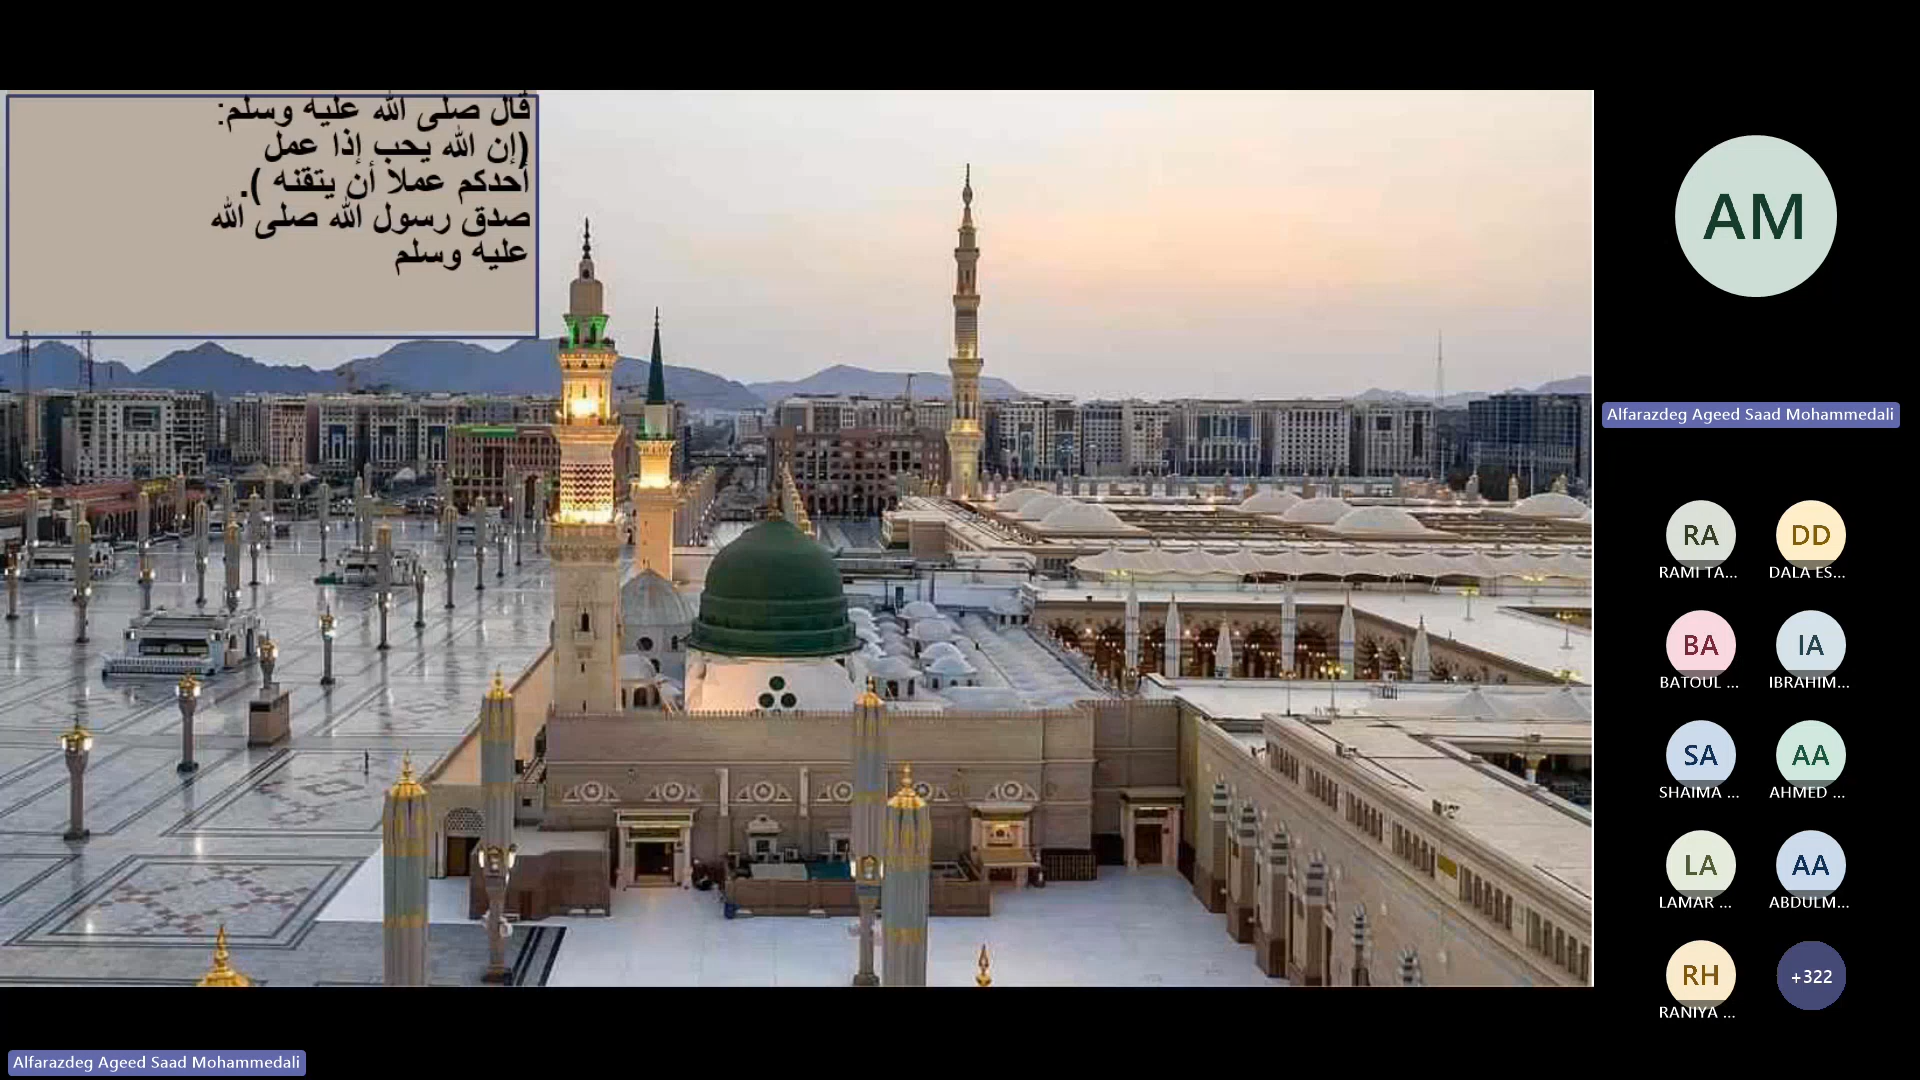 قال صلى الله عليه وسلم:
(إن الله يحب إذا عمل
أحدكم عملا أن يتقنه ).
صدق رسول الله صلى الله
عليه وسلم
AM
Alfarazdeg Ageed Saad Mohammedali
RA
RAMI TA...
DD
DALA ES...
BA
BATOUL ...
IA
IBRAHIM...
SA
SHAIMA ...
AA
AHMED ...
LA
LAMAR ...
AA
ABDULM...
RH
RANIYA ...
+322
Alfarazdeg Ageed Saad Mohammedali